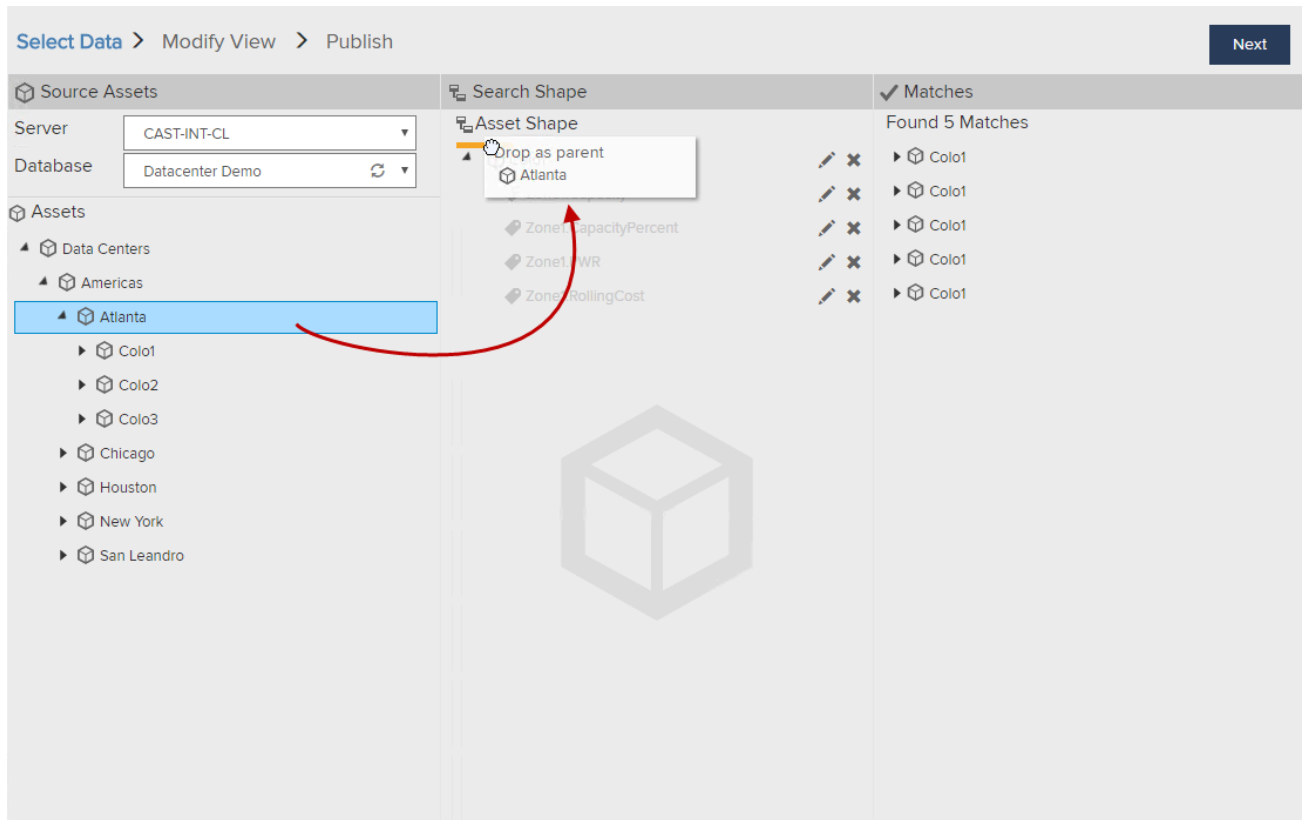 Select Data > Modify View > Publish
Next
Source Assets
Server
CAST-INT-CL
Database
Datacenter Demo
Assets
Data Centers
Americas
Atlanta
Colo1
Colo2
Colo3
Chicago
Houston
New York
San Leandro
Search Shape
Asset Shape
Drop as parent
Atlanta
Zone1.CapacityPercent
Zone1.PWR
RollingCost
Matches
Found 5 Matches
Colo1
Colo1
Colo1
Colo1
Colo1